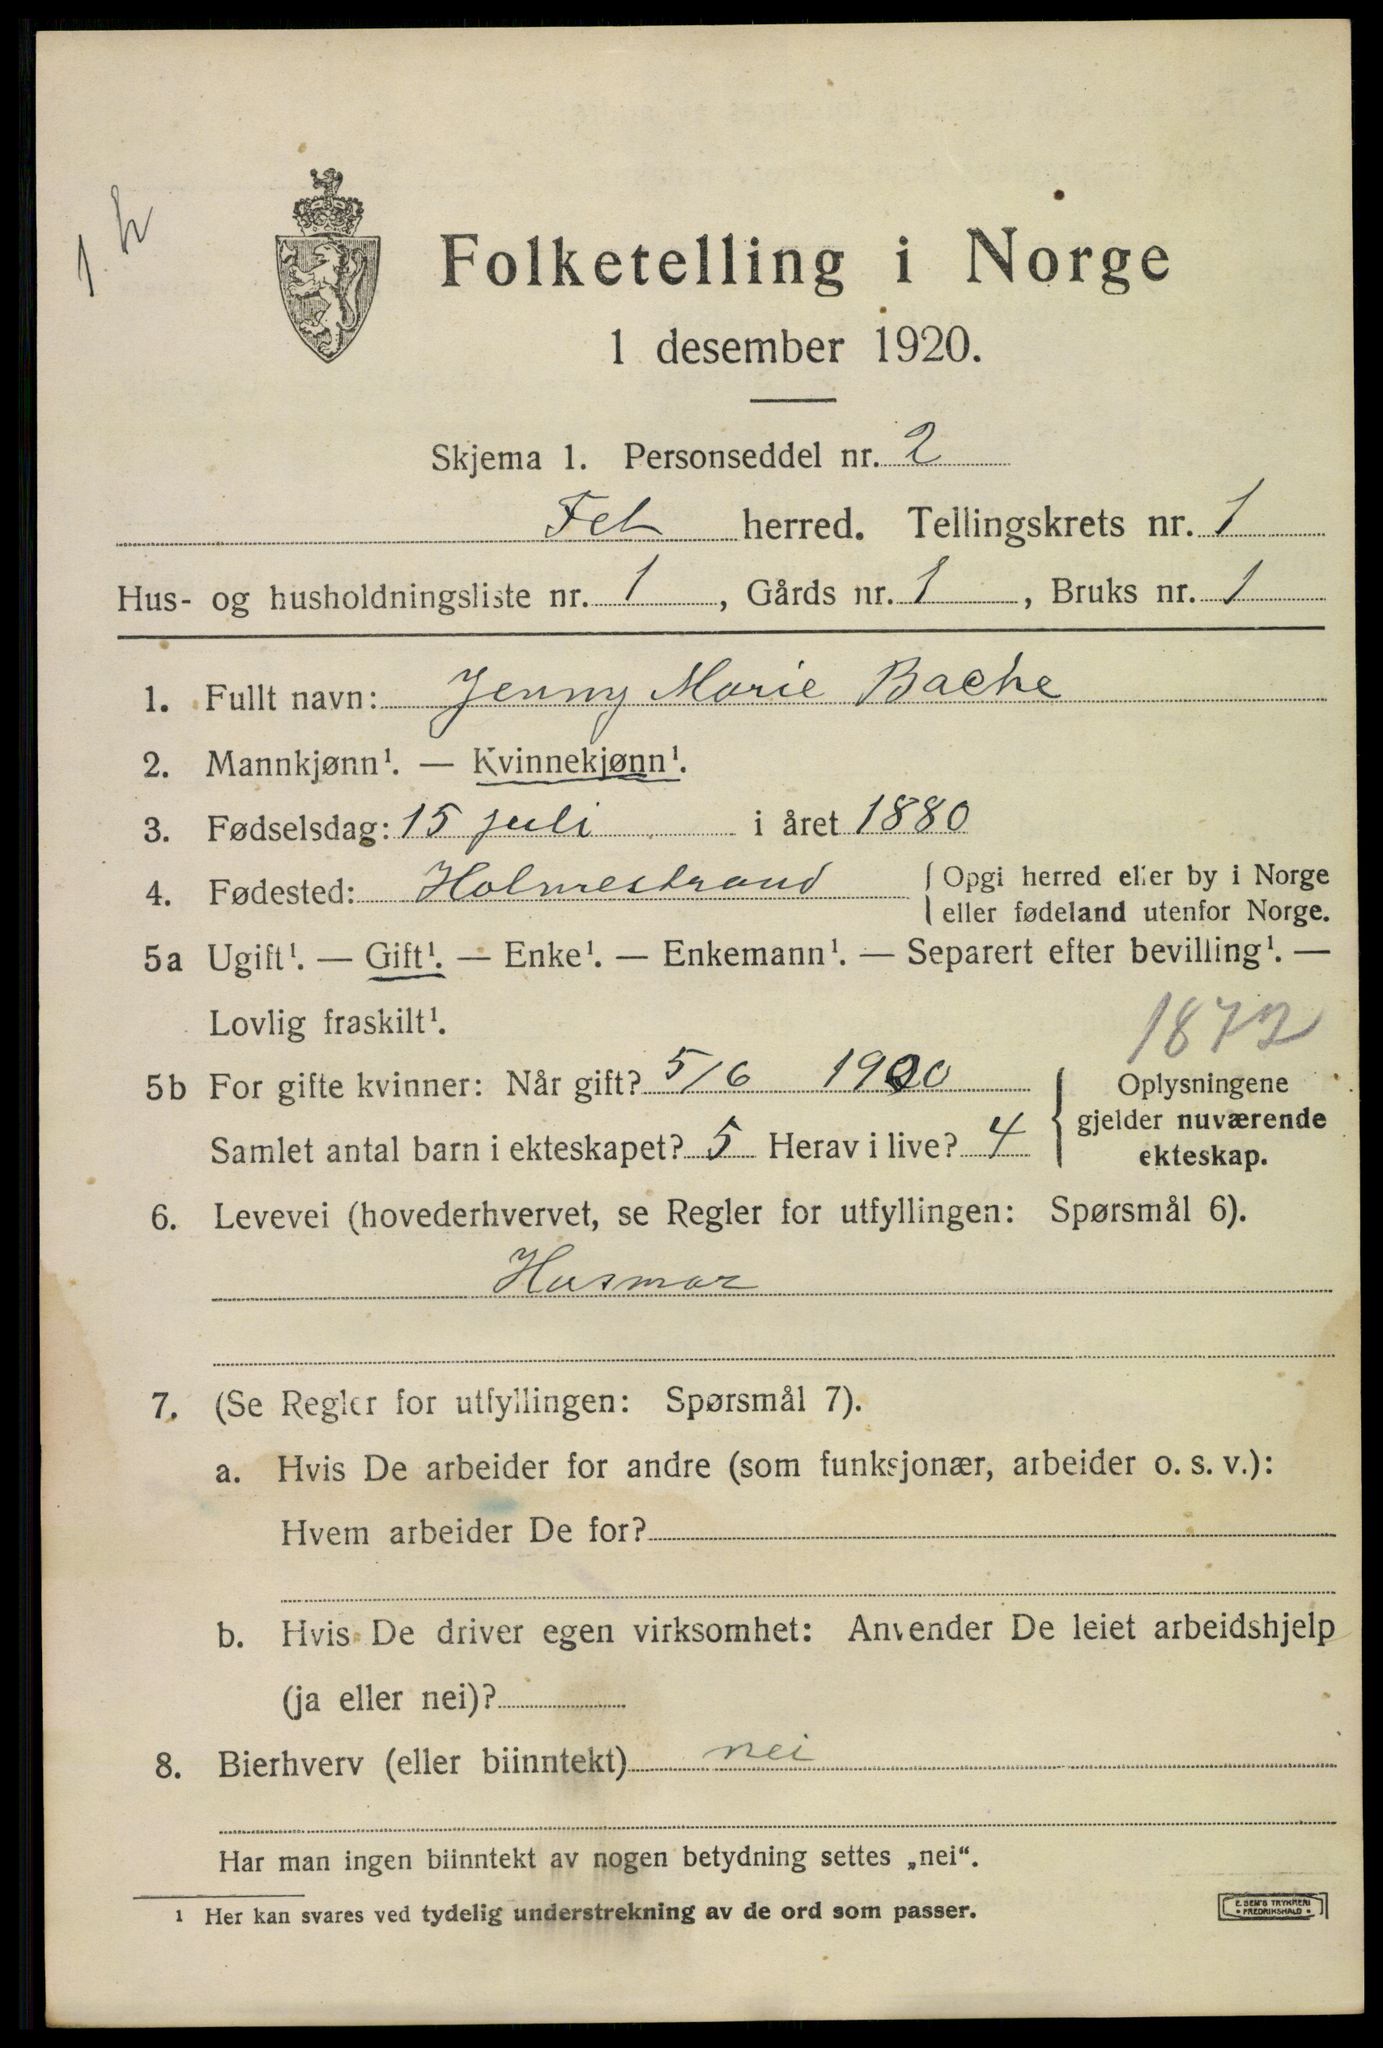 1 h
Folketelling i Norge
1 desember 1920.
Skjema 1. Personseddel nr. 2
Fet herred. Tellingskrets nr. 1
Hus- og husholdningsliste nr. 1, Gårds nr. 1, Bruks nr. 1
1. Fullt navn: Jenny Marie Bache
2. Mannkjønn¹. — Kvinnekjønn¹.
3. Fødselsdag: 15 juli i året 1880
4. Fødested: Holmestrand { Opgi herred eller by i Norge
eller fødeland utenfor Norge.
5a Ugift¹. — Gift¹. — Enke¹. — Enkemann¹. — Separert efter bevilling¹. —
Lovlig fraskilt¹.
1872
5b For gifte kvinner: Når gift? 5/6 1900
Samlet antal barn i ekteskapet? 5 Herav i live? 4
Oplysningene
gjelder nuværende
ekteskap.
6. Levevei (hovederhvervet, se Regler for utfyllingen: Spørsmål 6).
Husmor
7. (Se Regler for utfyllingen: Spørsmål 7).
a. Hvis De arbeider for andre (som funksjonær, arbeider o. s. v.):
Hvem arbeider De for?
b. Hvis De driver egen virksomhet: Anvender De leiet arbeidshjelp
(ja eller nei)?
8. Bierhverv (eller biinntekt) nei
Har man ingen biinntekt av nogen betydning settes „nei“.
¹ Her kan svares ved tydelig understrekning av de ord som passer.
E. SEM'S TRYKKERI
• FREDRIKSHALD •